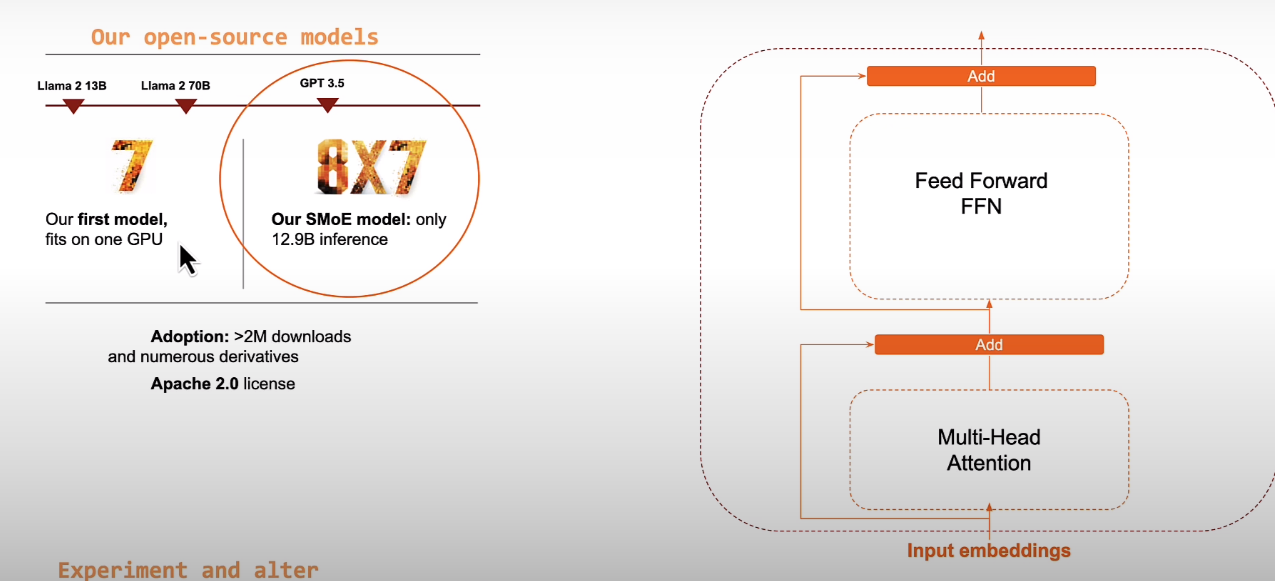 Our open-source models
Llama 2 13B
Llama 2 70B
GPT 3.5
7
8X7
Our first model,
fits on one GPU
Our SMoE model: only
12.9B inference
Adoption: >2M downloads
and numerous derivatives
Apache 2.0 license
Experiment and alter
Add
Feed Forward
FFN
Add
Multi-Head
Attention
Input embeddings